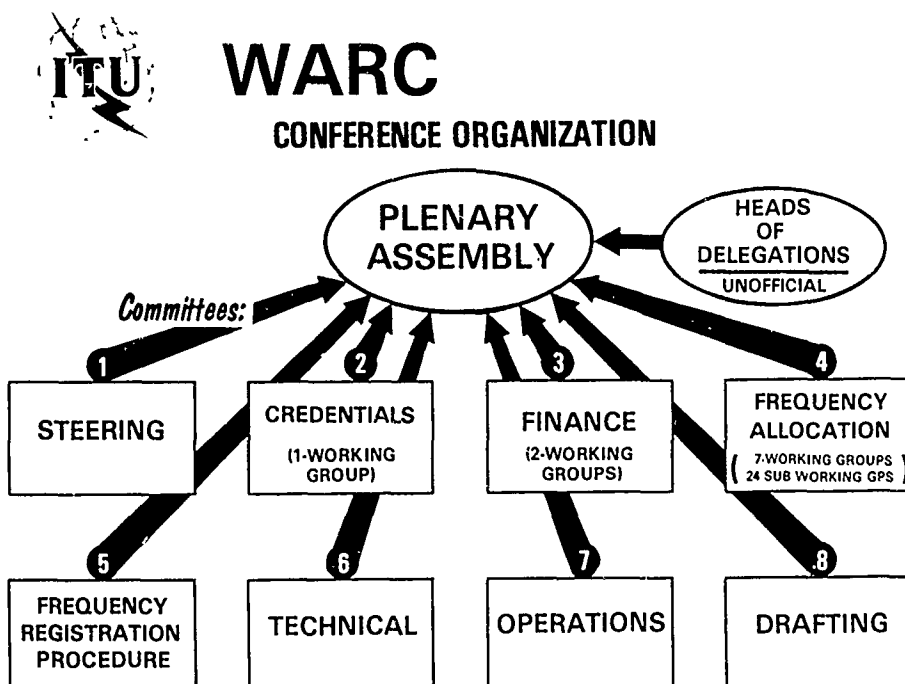 ITU
WARC
CONFERENCE ORGANIZATION
PLENARY
ASSEMBLY
HEADS
OF
DELEGATIONS
UNOFFICIAL
Committees:
1
STEERING
2
CREDENTIALS
(1-WORKING
GROUP)
3
FINANCE
(2-WORKING
GROUPS)
4
FREQUENCY
ALLOCATION
(7-WORKING GROUPS
24 SUB WORKING GPS)
5
FREQUENCY
REGISTRATION
PROCEDURE
6
TECHNICAL
7
OPERATIONS
8
DRAFTING